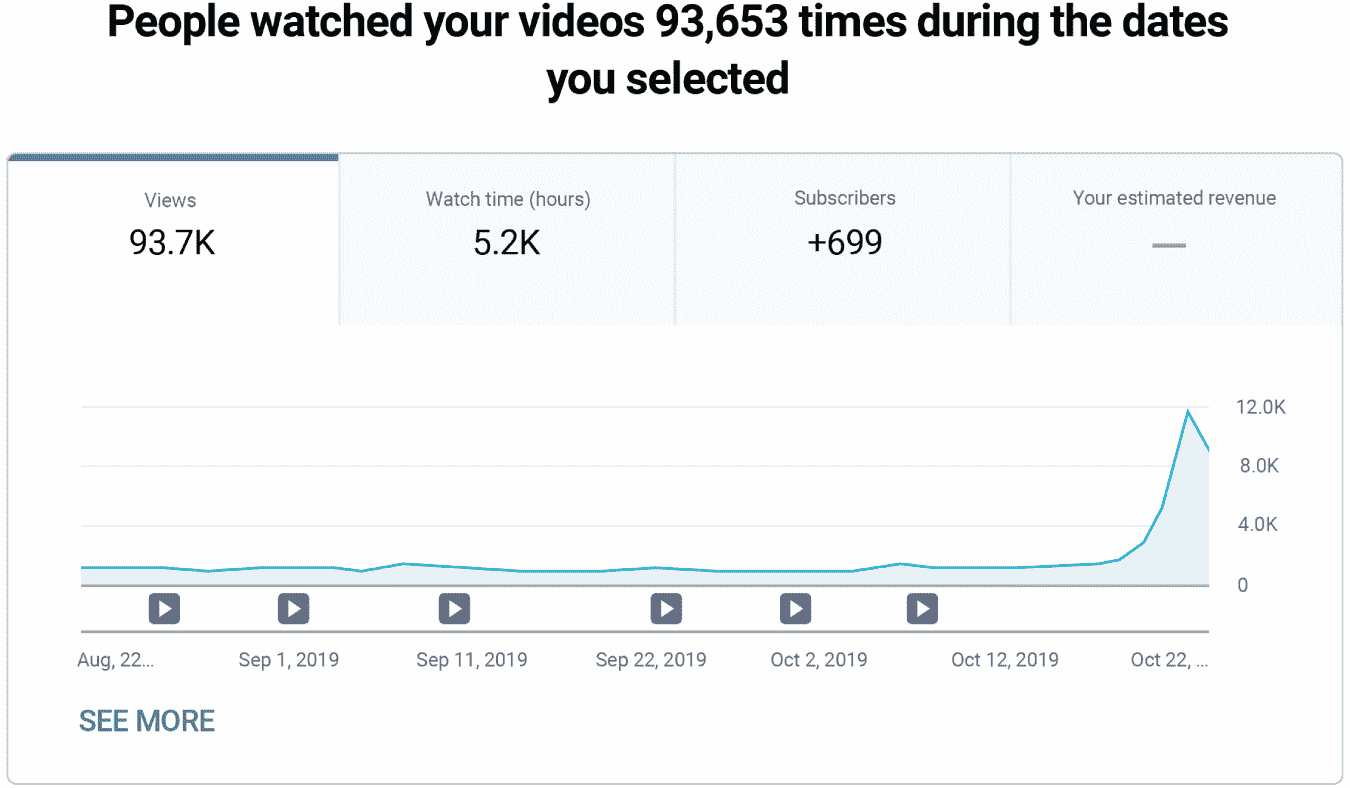 People watched your videos 93,653 times during the dates
you selected
Views
93.7K
Watch time (hours)
5.2K
Subscribers
+699
Your estimated revenue
—
12.0K
8.0K
4.0K
0
Aug, 22...
Sep 1, 2019
Sep 11, 2019
Sep 22, 2019
Oct 2, 2019
Oct 12, 2019
Oct 22, ...
SEE MORE